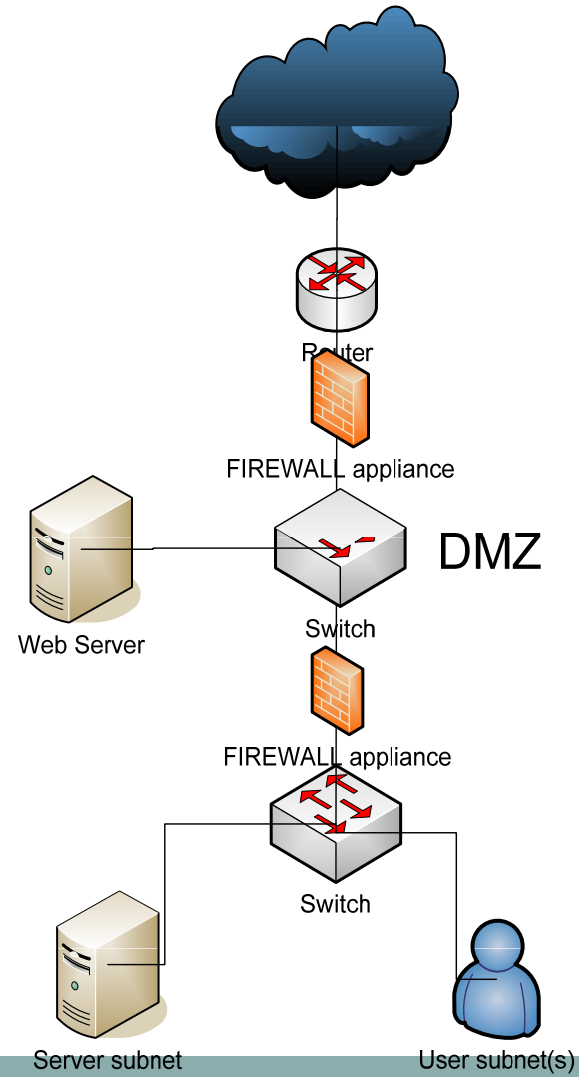 Router
FIREWALL appliance
DMZ
Web Server
Switch
FIREWALL appliance
Switch
Server subnet
User subnet(s)